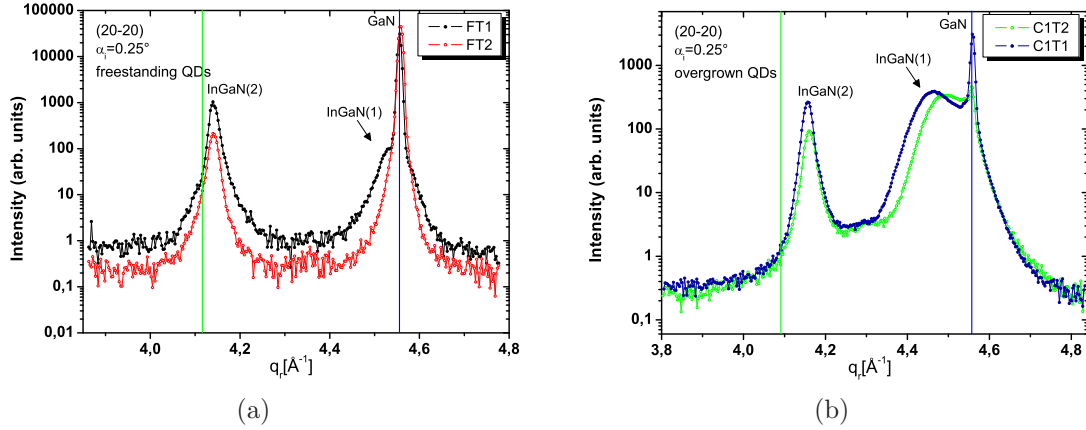 (20-20)
αi=0.25°
freestanding QDs
GaN
FT1
FT2
InGaN(2)
InGaN(1)
100000
10000
1000
100
10
1
0,1
0,01
Intensity (arb. units)
4,0 4,2 4,4 4,6 4,8
qr[Å-1]
(a)
(20-20)
αi=0.25°
overgrown QDs
GaN
C1T2
C1T1
InGaN(1)
InGaN(2)
1000
100
10
1
0,1
Intensity (arb. units)
3,8 4,0 4,2 4,4 4,6 4,8
qr[Å-1]
(b)